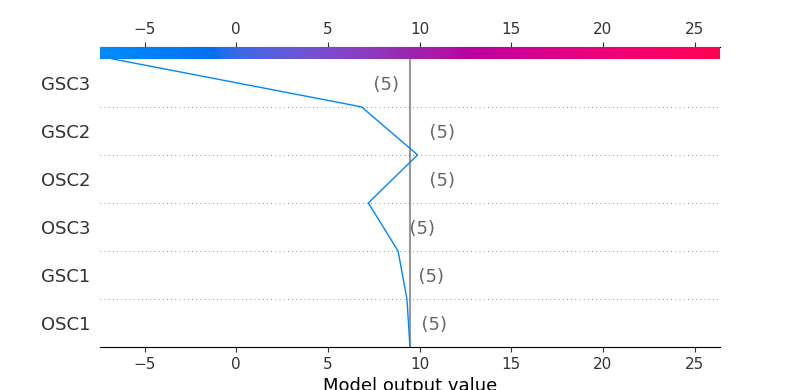 −5 0 5 10 15 20 25
GSC3 (5)
GSC2 (5)
OSC2 (5)
OSC3 (5)
GSC1 (5)
OSC1 (5)
−5 0 5 10 15 20 25
Model output value